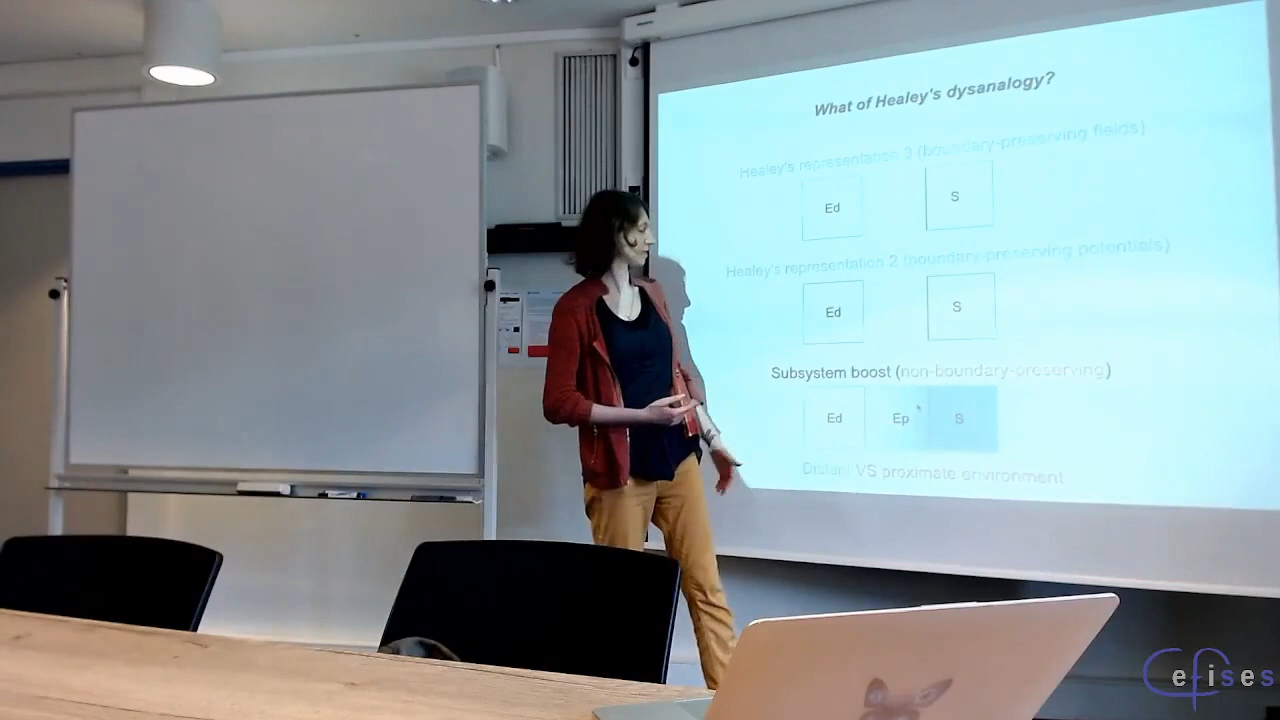 What of Healey's dysanalogy?
Healey's representation 3 (boundary-preserving fields)
Ed S
Healey's representation 2 (boundary-preserving potentials)
Ed S
Subsystem boost (non-boundary-preserving)
Ed Ep S
Distant VS proximate environment
efises